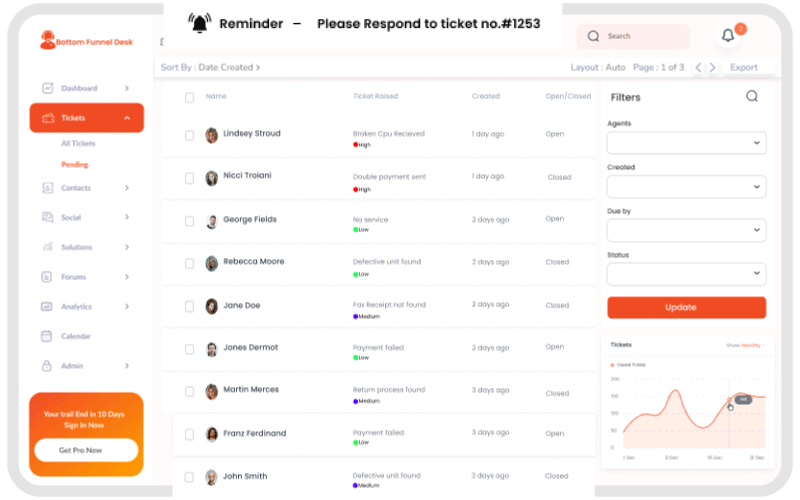 Reminder – Please Respond to ticket no.#1253
Bottom Funnel Desk
Search
2
Sort By : Date Created >
Layout : Auto Page : 1 of 3 < > Export
Dashboard
Tickets
All Tickets
Pending
Contacts
Social
Solutions
Forums
Analytics
Calendar
Admin
Your trail End in 10 Days
Sign In Now
Get Pro Now
Name Ticket Raised Created Open/Closed
Lindsey Stroud Broken Cpu Recieved 1 day ago Open
High
Nicci Troiani Double payment sent 1 day ago Closed
High
George Fields No service 2 days ago Open
Low
Rebecca Moore Defective unit found 2 days ago Closed
Low
Jane Doe Fax Receipt not found 2 days ago Closed
Medium
Jones Dermot Payment failed 2 days ago Open
Low
Martin Merces Return process found 2 days ago Closed
Medium
Franz Ferdinand Payment failed 3 days ago Open
Low
John Smith Defective unit found 3 days ago Closed
Medium
Filters
Agents
Created
Due by
Status
Update
Tickets Show: Monthly
200
150
100
50
0